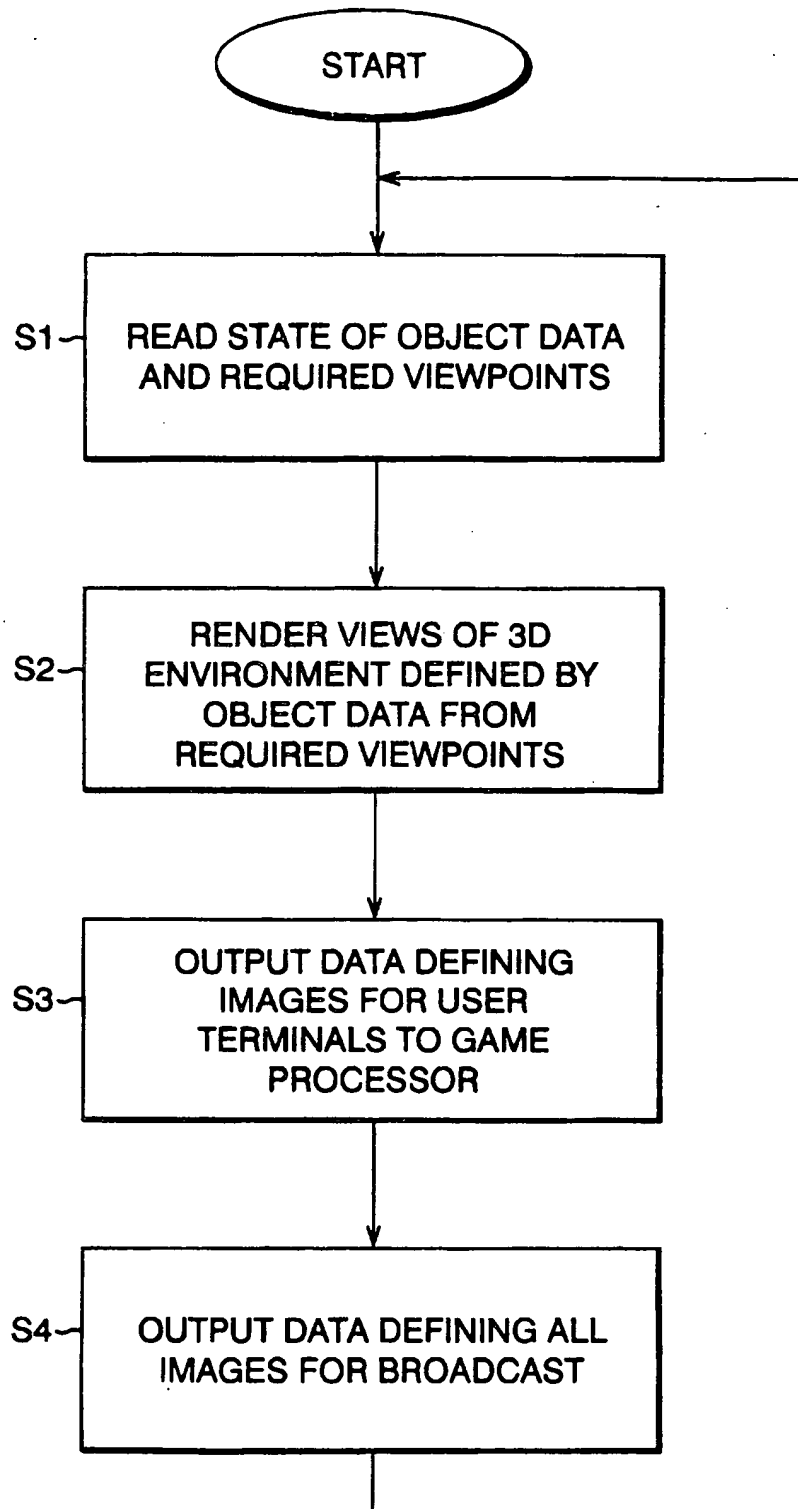 START
S1
READ STATE OF OBJECT DATA
AND REQUIRED VIEWPOINTS
S2
RENDER VIEWS OF 3D
ENVIRONMENT DEFINED BY
OBJECT DATA FROM
REQUIRED VIEWPOINTS
S3
OUTPUT DATA DEFINING
IMAGES FOR USER
TERMINALS TO GAME
PROCESSOR
S4
OUTPUT DATA DEFINING ALL
IMAGES FOR BROADCAST